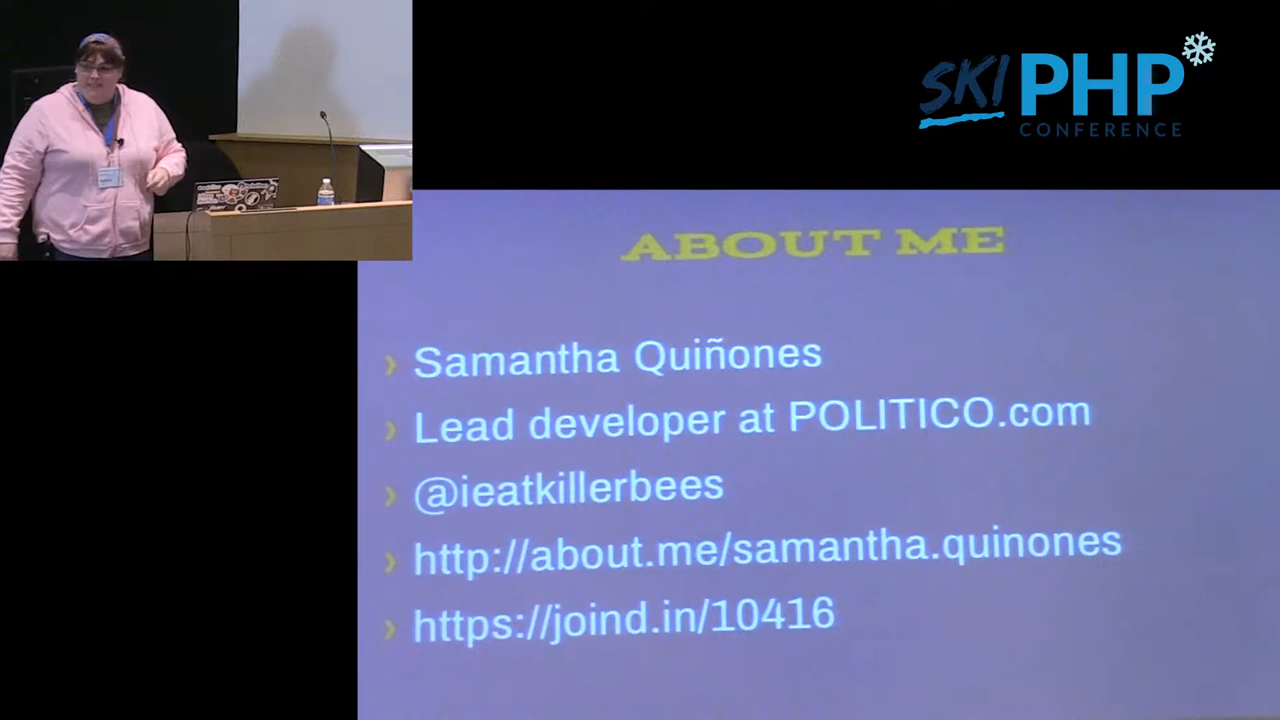 SKI PHP
CONFERENCE
ABOUT ME
› Samantha Quiñones
› Lead developer at POLITICO.com
› @ieatkillerbees
› http://about.me/samantha.quinones
› https://joind.in/10416